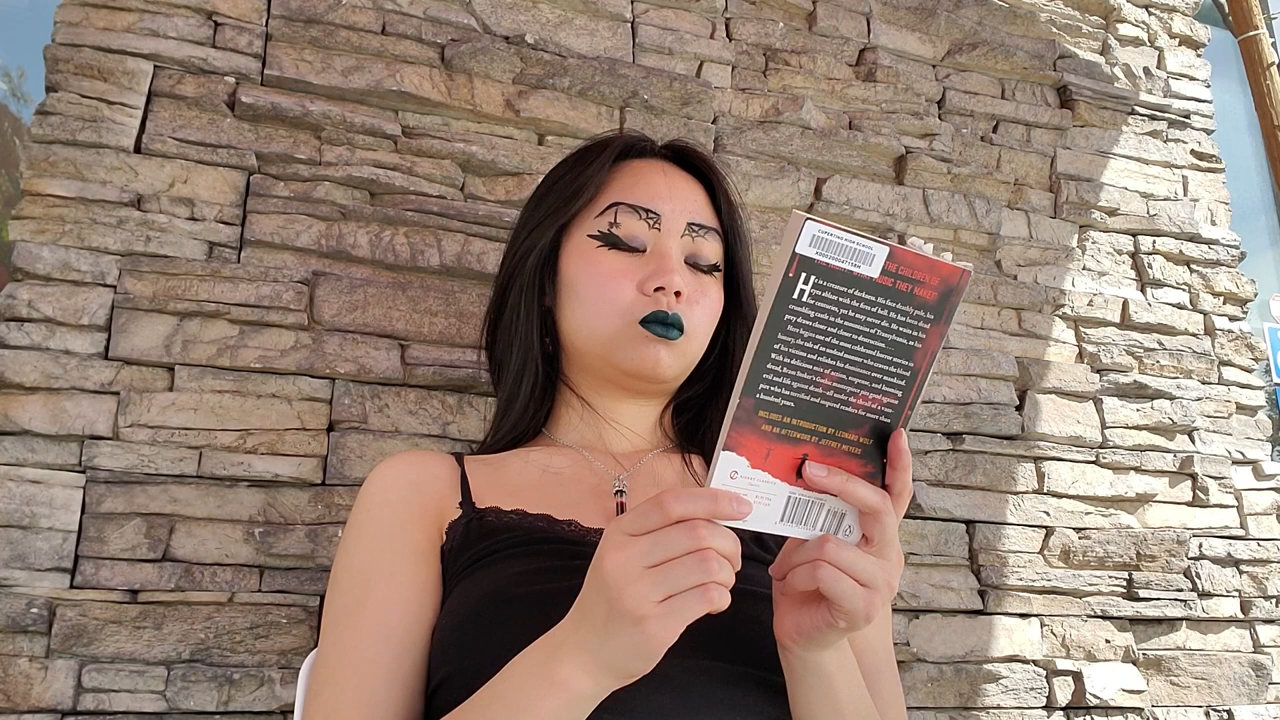 CUPERTINO HIGH SCHOOL
THE CHILDREN OF
MUSIC THEY MAKE!
He is a creature of darkness. His face deathly pale, his
eyes ablaze with the fires of hell. He has been dead
for centuries, yet he may never die. He waits in his
crumbling castle in the mountains of Transylvania, as his
prey draws closer and closer to destruction. . . .
Here begins one of the most celebrated horror stories in
history, the tale of an undead mummy who craves the blood
of his victims and relishes his dominance over mankind.
With its delicious mix of action, suspense, and looming
dread, Bram Stoker's Gothic masterpiece pits good against
evil and life against death—all under the thrall of a vam-
pire who has terrified and inspired readers for more than
a hundred years.
INCLUDES AN INTRODUCTION BY LEONARD WOLF
AND AN AFTERWORD BY JEFFREY MEYERS
SIGNET CLASSICS